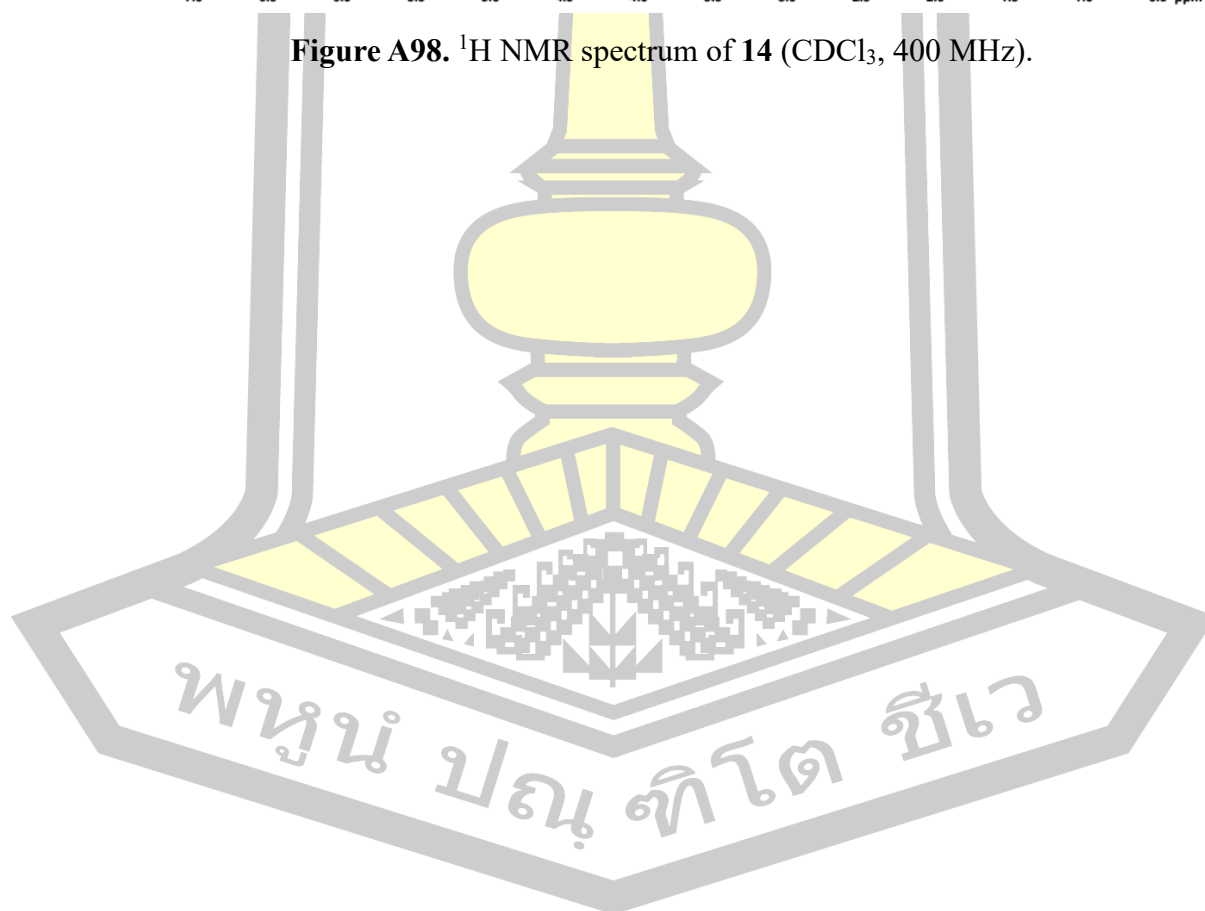 Figure A98. ¹H NMR spectrum of 14 (CDCl₃, 400 MHz).
พหูนํ ปณฺ ฑิโต ชีเว